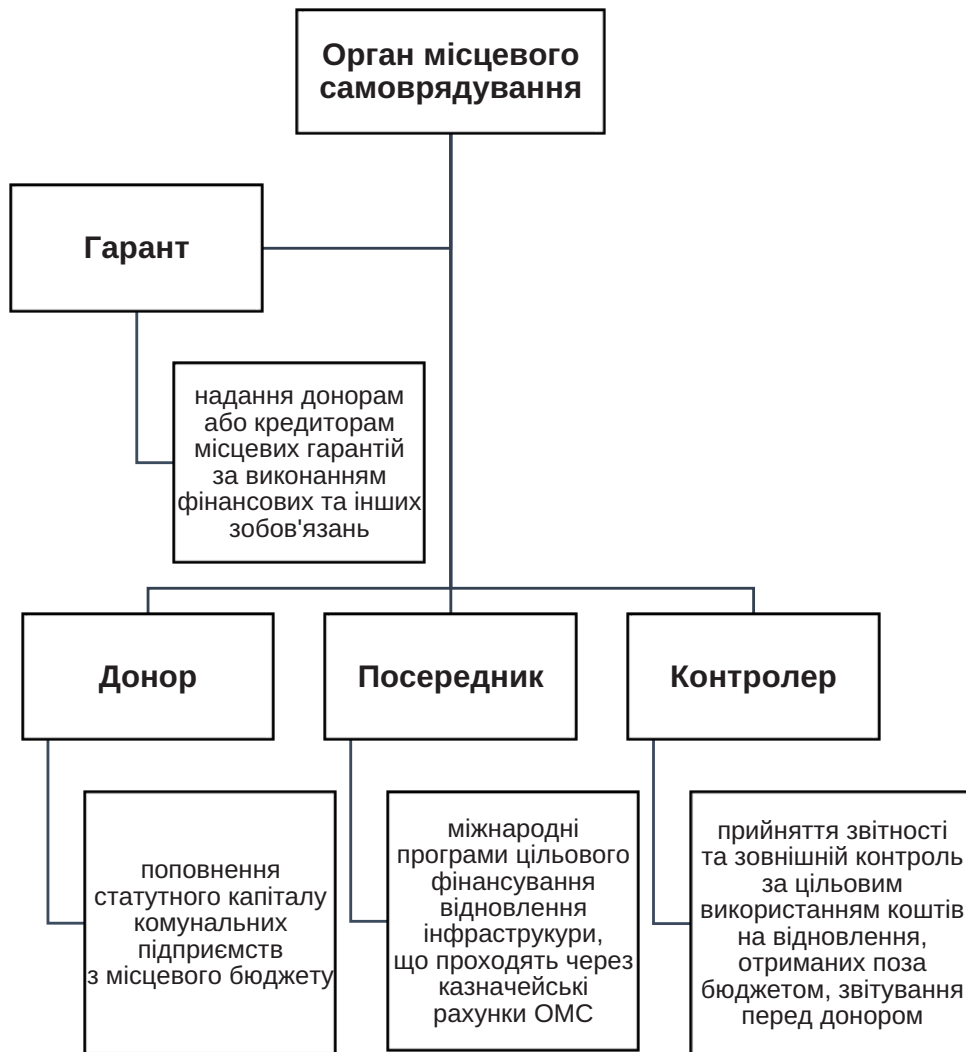 Орган місцевого
самоврядування
Гарант
надання донорам
або кредиторам
місцевих гарантій
за виконанням
фінансових та інших
зобов'язань
Донор
Посередник
Контролер
поповнення
статутного капіталу
комунальних
підприємств
з місцевого бюджету
міжнародні
програми цільового
фінансування
відновлення
інфраструкури,
що проходять через
казначейські
рахунки ОМС
прийняття звітності
та зовнішній контроль
за цільовим
використанням коштів
на відновлення,
отриманих поза
бюджетом, звітування
перед донором